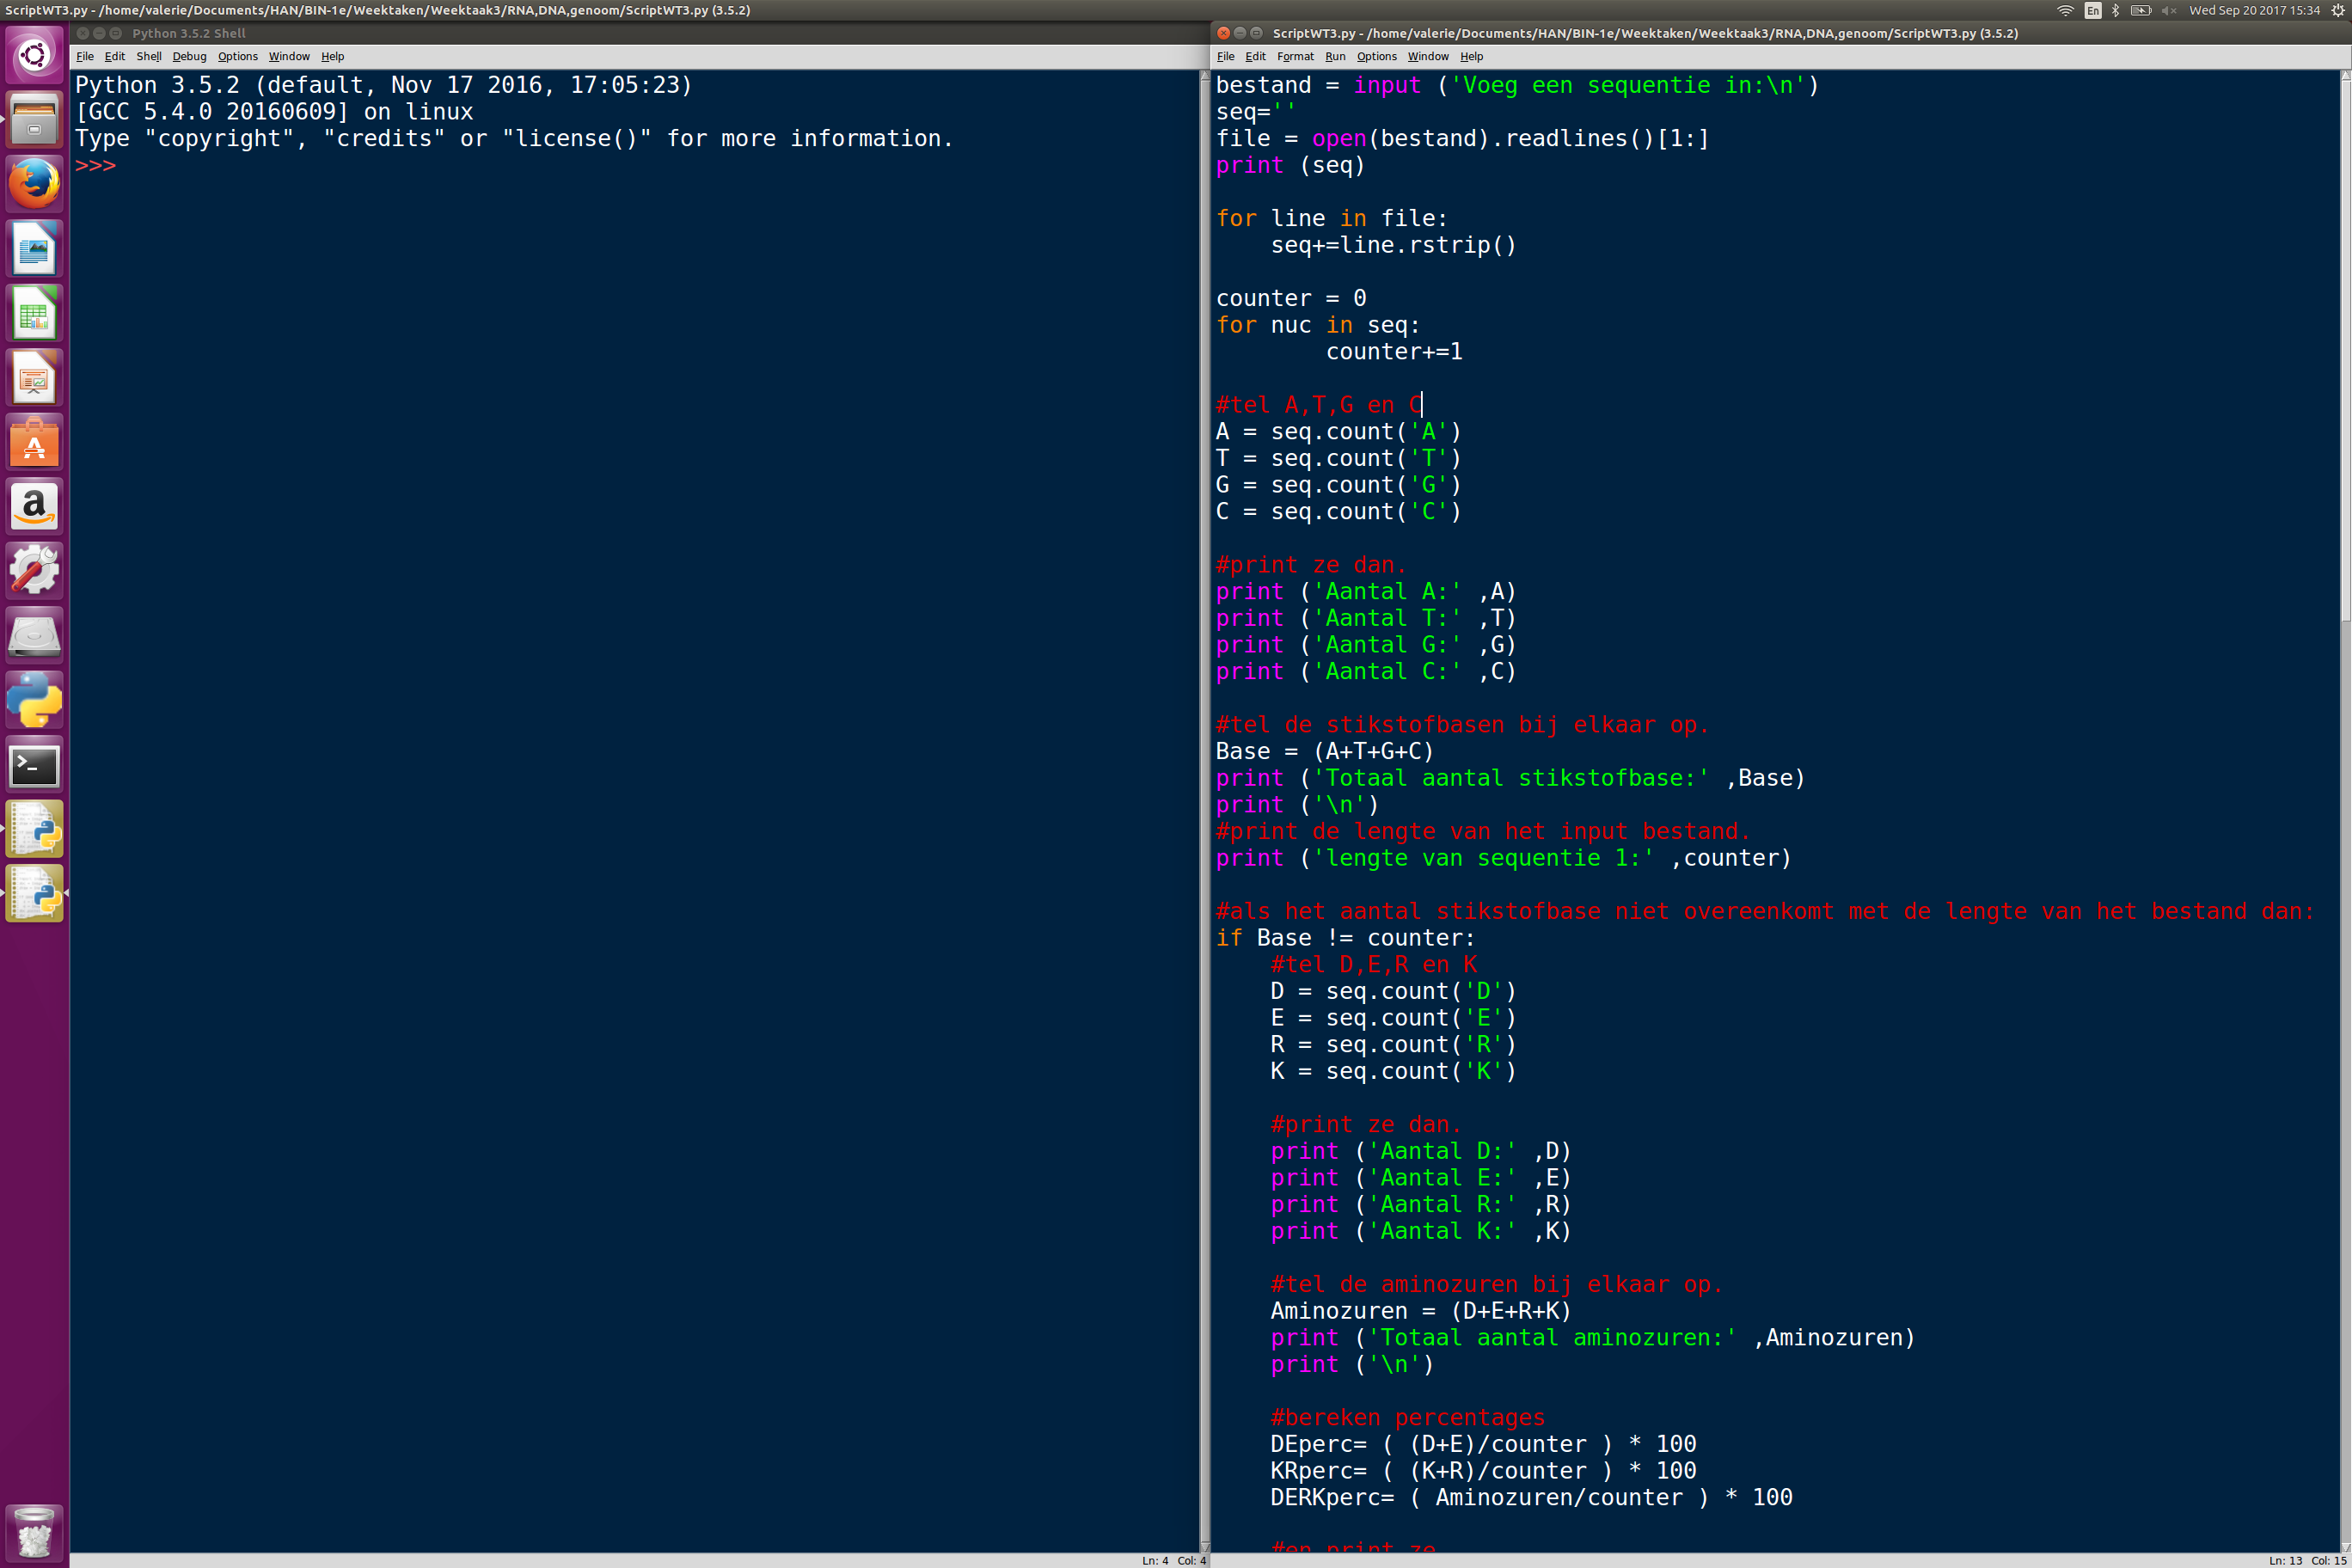 ScriptWT3.py - /home/valerie/Documents/HAN/BIN-1e/Weektaken/Weektaak3/RNA,DNA,genoom/ScriptWT3.py (3.5.2)
En
Wed Sep 20 2017 15:34
Python 3.5.2 Shell
File Edit Shell Debug Options Window Help
Python 3.5.2 (default, Nov 17 2016, 17:05:23)
[GCC 5.4.0 20160609] on linux
Type "copyright", "credits" or "license()" for more information.
>>>
Ln: 4 Col: 4
ScriptWT3.py - /home/valerie/Documents/HAN/BIN-1e/Weektaken/Weektaak3/RNA,DNA,genoom/ScriptWT3.py (3.5.2)
File Edit Format Run Options Window Help
bestand = input ('Voeg een sequentie in:\n')
seq=''
file = open(bestand).readlines()[1:]
print (seq)
for line in file:
    seq+=line.rstrip()
counter = 0
for nuc in seq:
        counter+=1
#tel A,T,G en C
A = seq.count('A')
T = seq.count('T')
G = seq.count('G')
C = seq.count('C')
#print ze dan.
print ('Aantal A:' ,A)
print ('Aantal T:' ,T)
print ('Aantal G:' ,G)
print ('Aantal C:' ,C)
#tel de stikstofbasen bij elkaar op.
Base = (A+T+G+C)
print ('Totaal aantal stikstofbase:' ,Base)
print ('\n')
#print de lengte van het input bestand.
print ('lengte van sequentie 1:' ,counter)
#als het aantal stikstofbase niet overeenkomt met de lengte van het bestand dan:
if Base != counter:
    #tel D,E,R en K
    D = seq.count('D')
    E = seq.count('E')
    R = seq.count('R')
    K = seq.count('K')
    #print ze dan.
    print ('Aantal D:' ,D)
    print ('Aantal E:' ,E)
    print ('Aantal R:' ,R)
    print ('Aantal K:' ,K)
    #tel de aminozuren bij elkaar op.
    Aminozuren = (D+E+R+K)
    print ('Totaal aantal aminozuren:' ,Aminozuren)
    print ('\n')
    #bereken percentages
    DEperc= ( (D+E)/counter ) * 100
    KRperc= ( (K+R)/counter ) * 100
    DERKperc= ( Aminozuren/counter ) * 100
    #en print ze
Ln: 13 Col: 15